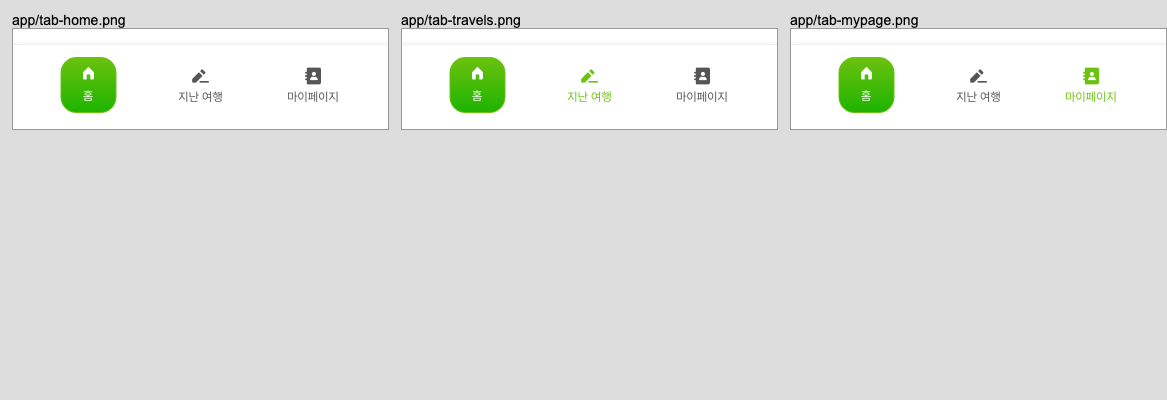 app/tab-home.png
홈
지난 여행
마이페이지
app/tab-travels.png
홈
지난 여행
마이페이지
app/tab-mypage.png
홈
지난 여행
마이페이지